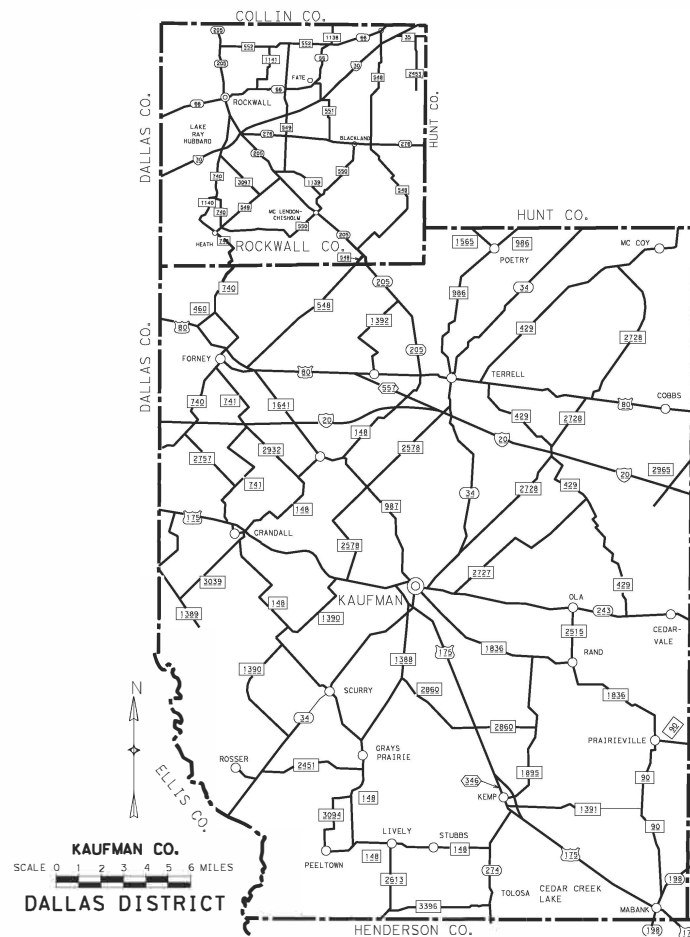 COLLIN CO.
205
1138
66
35
552
552
66
1141
30
2453
205
FATE
548
DALLAS CO.
66
ROCKWALL
551
HUNT CO.
66
LAKE
RAY
HUBBARD
549
276
BLACKLAND
276
205
30
740
3097
550
1139
548
1140
549
740
MC LENDON-
CHISHOLM
550
HEATH
740
ROCKWALL CO.
205
548
HUNT CO.
1565
986
MC COY
POETRY
740
205
986
34
548
460
1392
429
2728
80
DALLAS CO.
205
FORNEY
80
TERRELL
557
COBBS
80
740
741
1641
429
2728
20
148
2578
20
2932
2757
20
2965
741
34
2728
429
148
175
987
CRANDALL
2578
2727
3039
KAUFMAN
OLA
429
148
243
1389
1390
CEDAR-
VALE
2515
175
1836
RAND
1388
1390
N
SCURRY
2860
1836
34
2860
90
PRAIRIEVILLE
GRAYS
PRAIRIE
ROSSER
2451
346
1895
90
ELLIS CO.
KEMP
148
1391
3094
90
KAUFMAN CO.
LIVELY
STUBBS
SCALE 0 1 2 3 4 5 6 MILES
148
148
175
PEELTOWN
274
198
2613
DALLAS DISTRICT
TOLOSA
CEDAR CREEK
LAKE
3396
MABANK
HENDERSON CO.
198